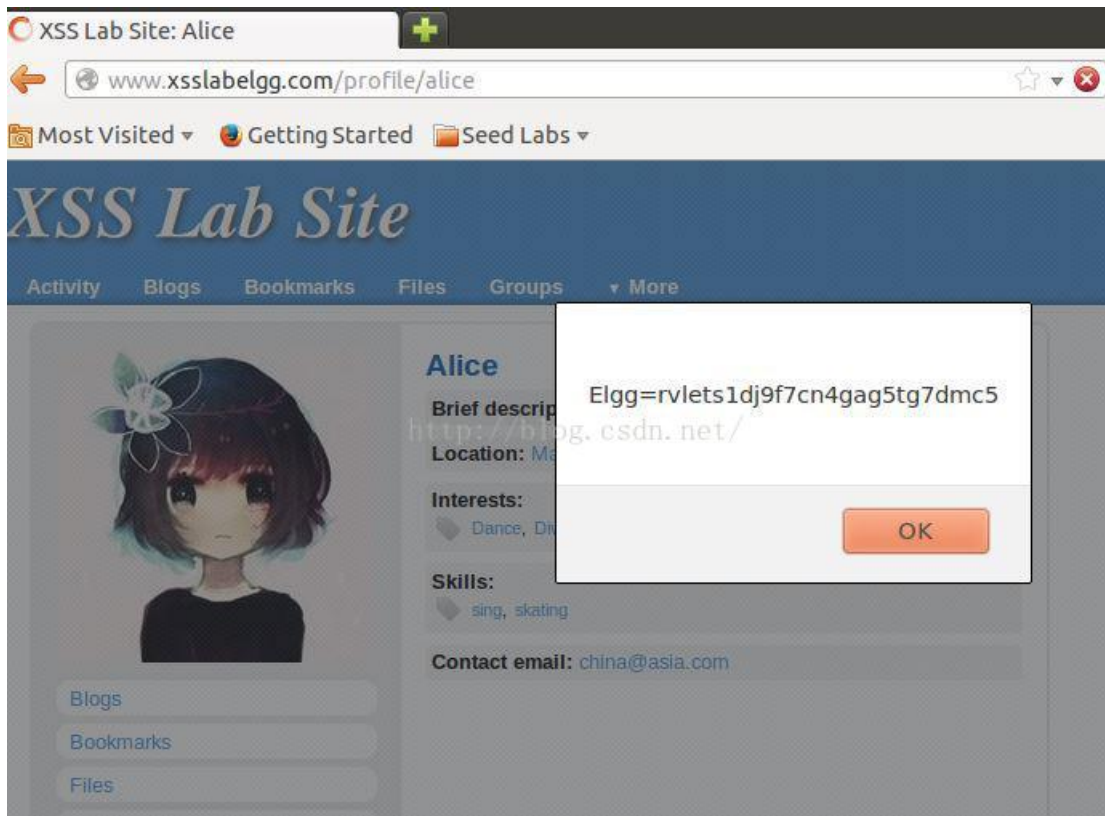 XSS Lab Site: Alice
www.xsslabelgg.com/profile/alice
Most Visited Getting Started Seed Labs
XSS Lab Site
Activity Blogs Bookmarks Files Groups More
Alice
Brief descrip
Elgg=rvlets1dj9f7cn4gag5tg7dmc5
http://blog.csdn.net/
Location: Ma
Interests:
Dance, Di
OK
Skills:
sing, skating
Contact email: china@asia.com
Blogs
Bookmarks
Files